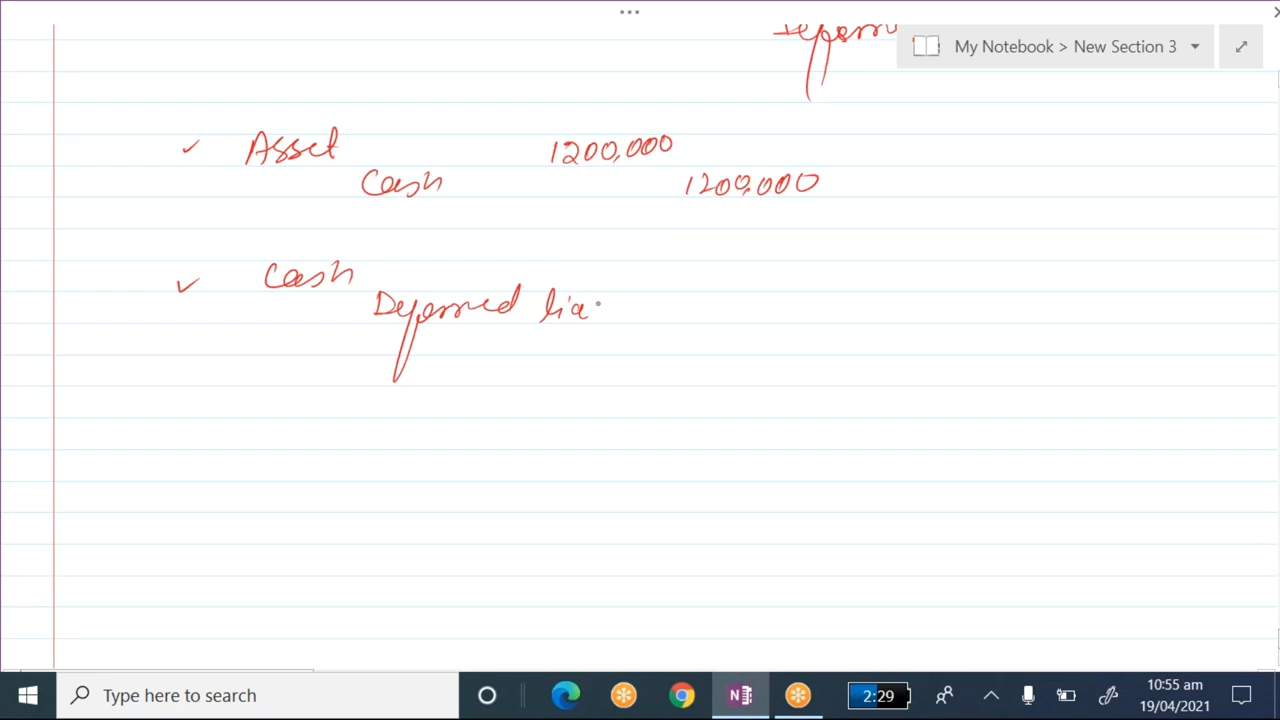 My Notebook > New Section 3
Asset 1200,000
Cash 1200,000
Cash
Deferred lia
Type here to search
2:29
10:55 am
19/04/2021